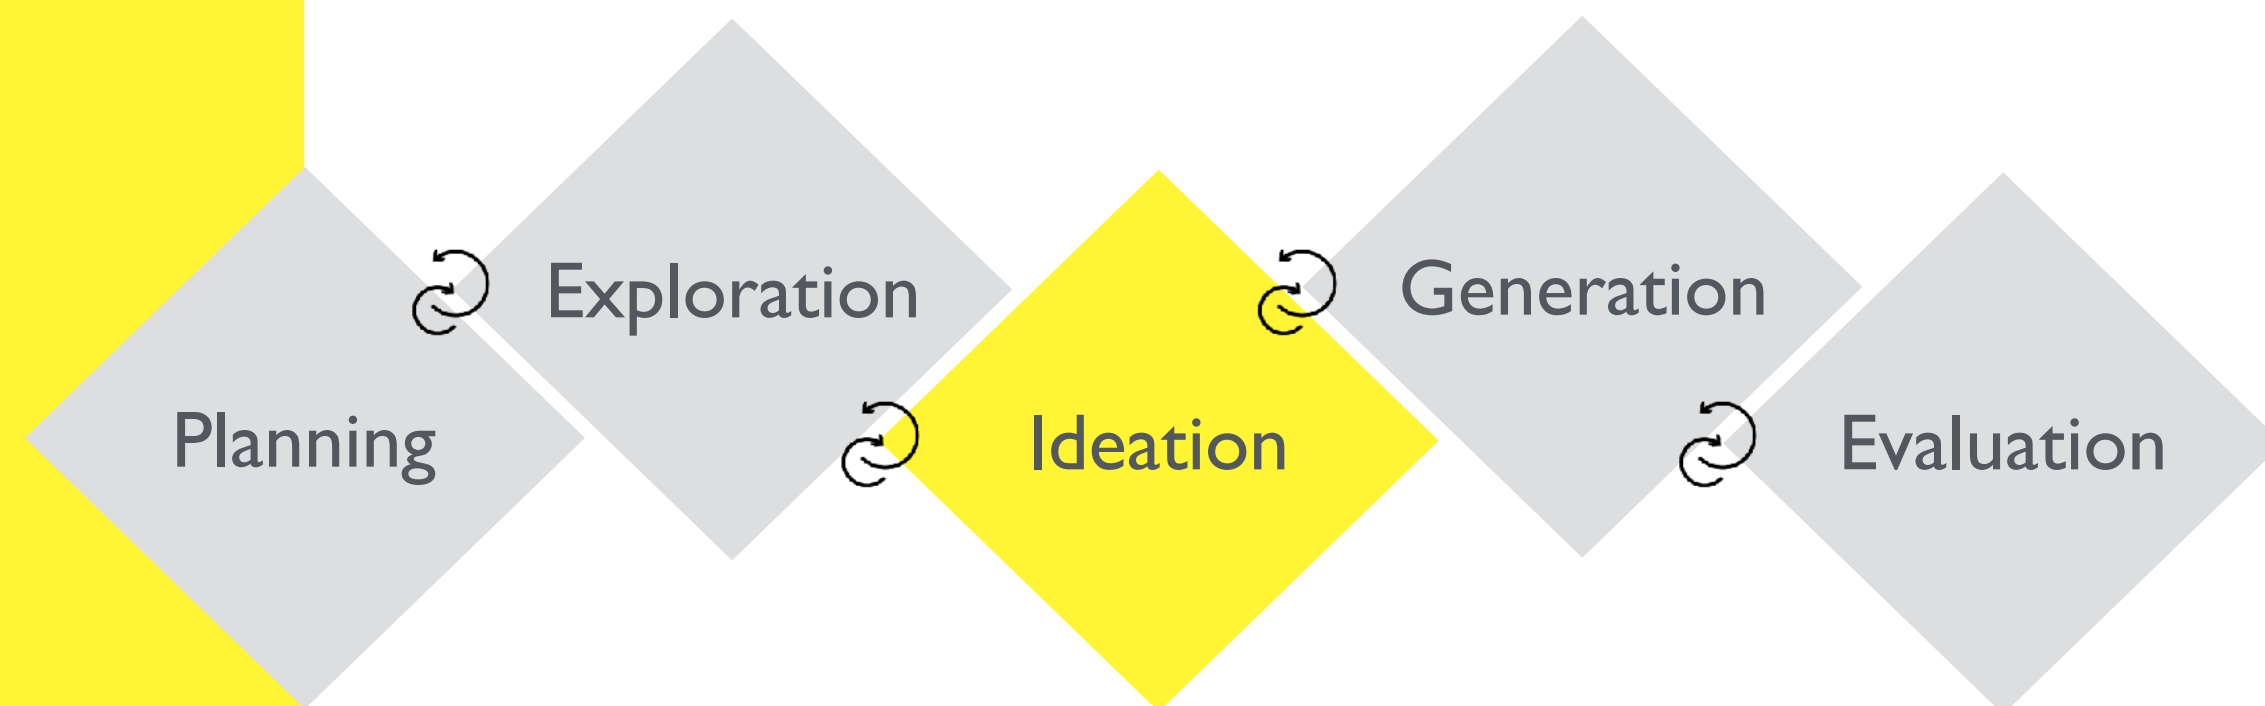 Planning
Exploration
Ideation
Generation
Evaluation